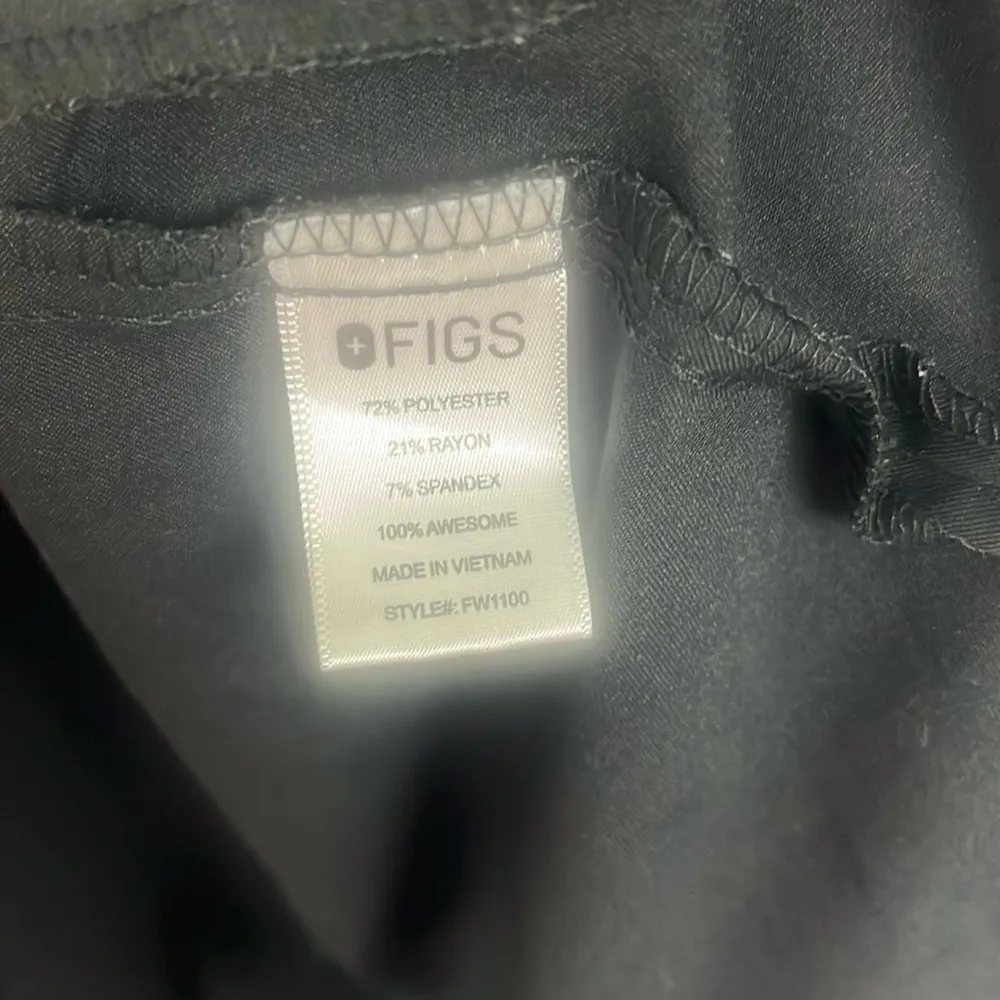 FIGS
72% POLYESTER
21% RAYON
7% SPANDEX
100% AWESOME
MADE IN VIETNAM
STYLE#: FW1100